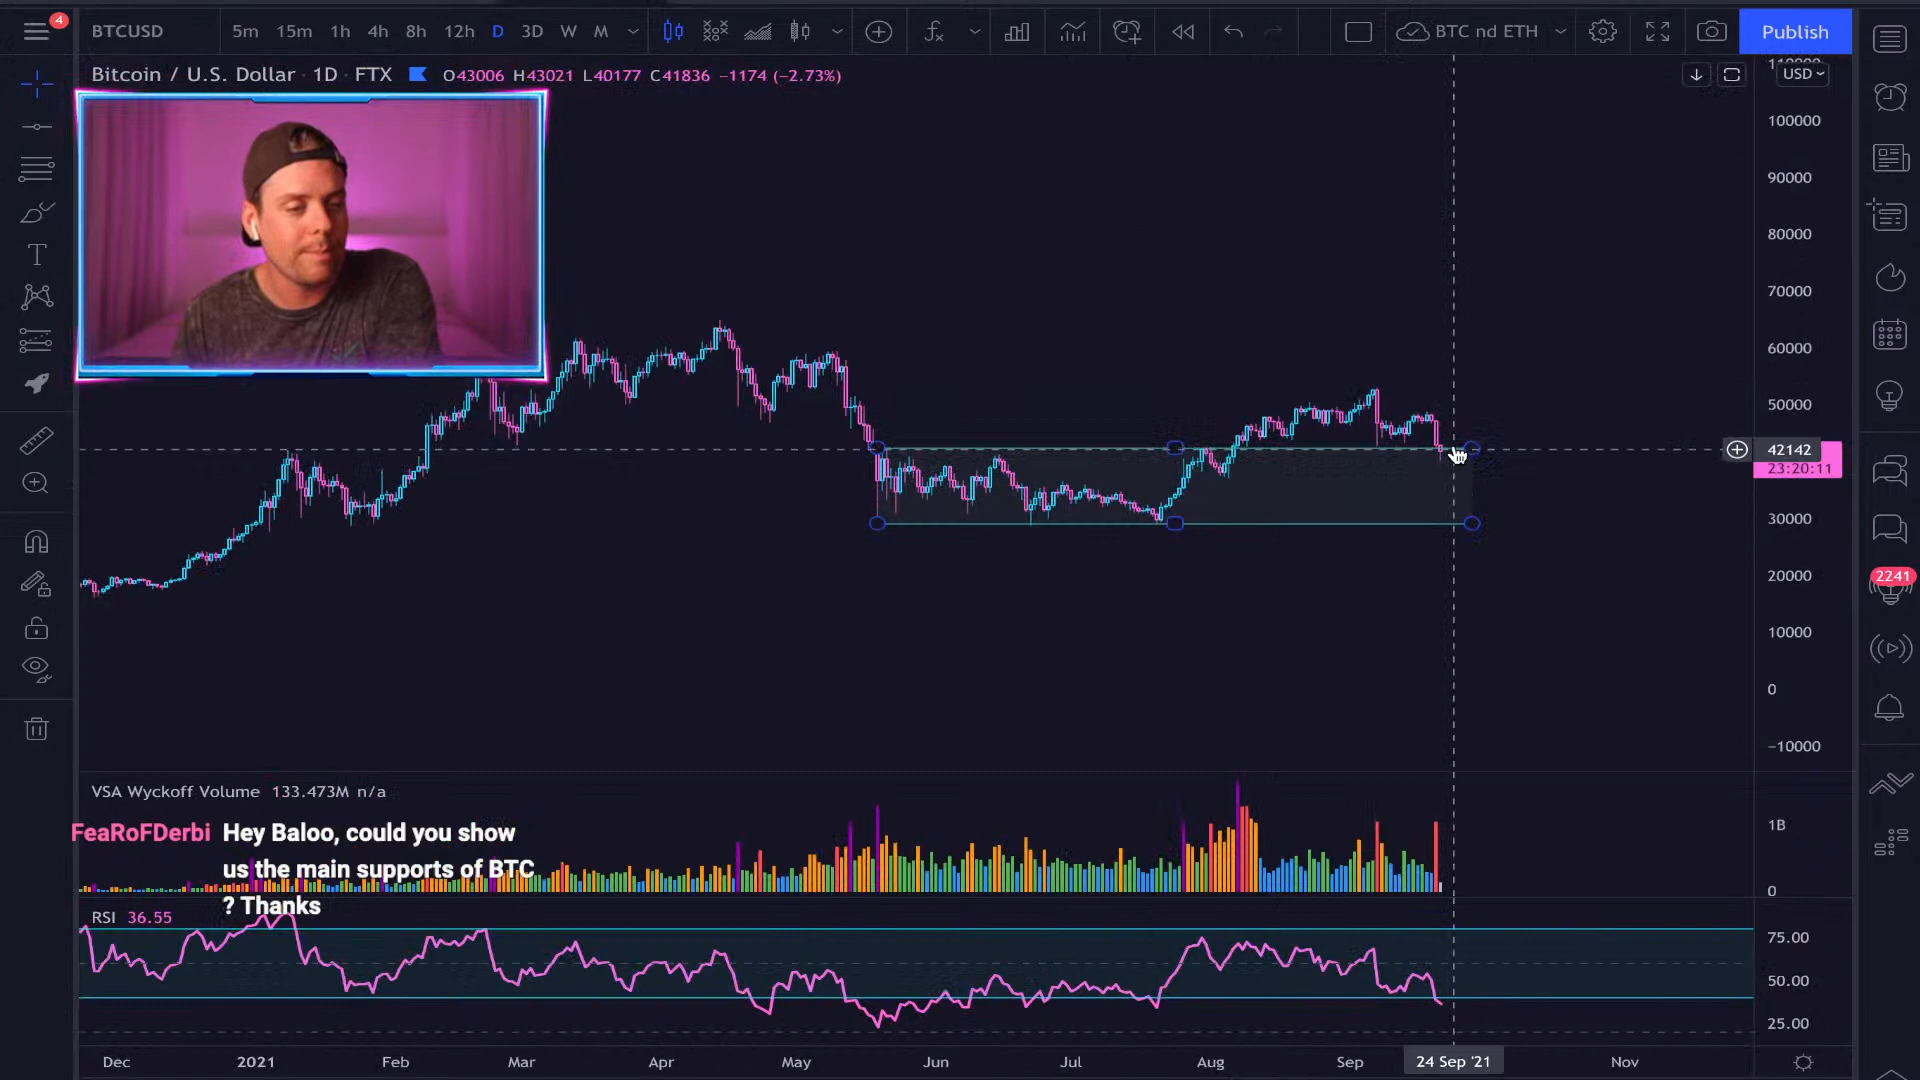 4
BTCUSD 5m 15m 1h 4h 8h 12h D 3D W M BTC nd ETH Publish
Bitcoin / U.S. Dollar · 1D · FTX O43006 H43021 L40177 C41836 −1174 (−2.73%)
USD
100000
90000
80000
70000
60000
50000
42142
23:20:11
30000
20000
10000
0
−10000
2241
VSA Wyckoff Volume 133.473M n/a
1B
0
FeaRoFDerbi Hey Baloo, could you show
us the main supports of BTC
? Thanks
RSI 36.55
75.00
50.00
25.00
Dec 2021 Feb Mar Apr May Jun Jul Aug Sep 24 Sep '21 Nov